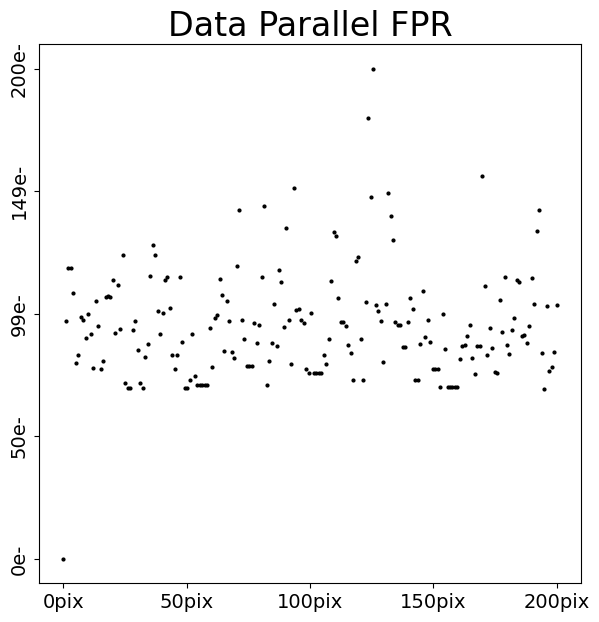 Data Parallel FPR
200e-
149e-
99e-
50e-
0e-
0pix 50pix 100pix 150pix 200pix